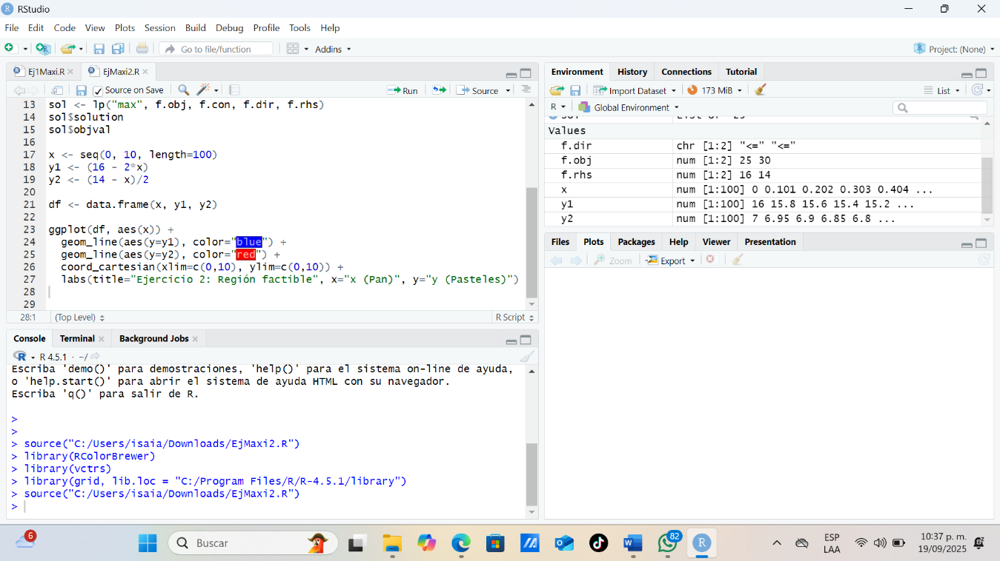 RStudio
File Edit Code View Plots Session Build Debug Profile Tools Help
Go to file/function Addins Project: (None)
Ej1Maxi.R EjMaxi2.R
Source on Save Run Source
13 sol <- lp("max", f.obj, f.con, f.dir, f.rhs)
14 sol$solution
15 sol$objval
16
17 x <- seq(0, 10, length=100)
18 y1 <- (16 - 2*x)
19 y2 <- (14 - x)/2
20
21 df <- data.frame(x, y1, y2)
22
23 ggplot(df, aes(x)) +
24 geom_line(aes(y=y1), color="blue") +
25 geom_line(aes(y=y2), color="red") +
26 coord_cartesian(xlim=c(0,10), ylim=c(0,10)) +
27 labs(title="Ejercicio 2: Región factible", x="x (Pan)", y="y (Pasteles)")
28
29
28:1 (Top Level) R Script
Console Terminal Background Jobs
R 4.5.1 · ~/
Escriba 'demo()' para demostraciones, 'help()' para el sistema on-line de ayuda,
o 'help.start()' para abrir el sistema de ayuda HTML con su navegador.
Escriba 'q()' para salir de R.
>
>
> source("C:/Users/isaia/Downloads/EjMaxi2.R")
> library(RColorBrewer)
> library(vctrs)
> library(grid, lib.loc = "C:/Program Files/R/R-4.5.1/library")
> source("C:/Users/isaia/Downloads/EjMaxi2.R")
>
Environment History Connections Tutorial
Import Dataset 173 MiB List
R Global Environment
Values
f.dir chr [1:2] "<=" "<="
f.obj num [1:2] 25 30
f.rhs num [1:2] 16 14
x num [1:100] 0 0.101 0.202 0.303 0.404 ...
y1 num [1:100] 16 15.8 15.6 15.4 15.2 ...
y2 num [1:100] 7 6.95 6.9 6.85 6.8 ...
Files Plots Packages Help Viewer Presentation
Zoom Export
6 Buscar 82 ESP 10:37 p. m.
LAA 19/09/2025